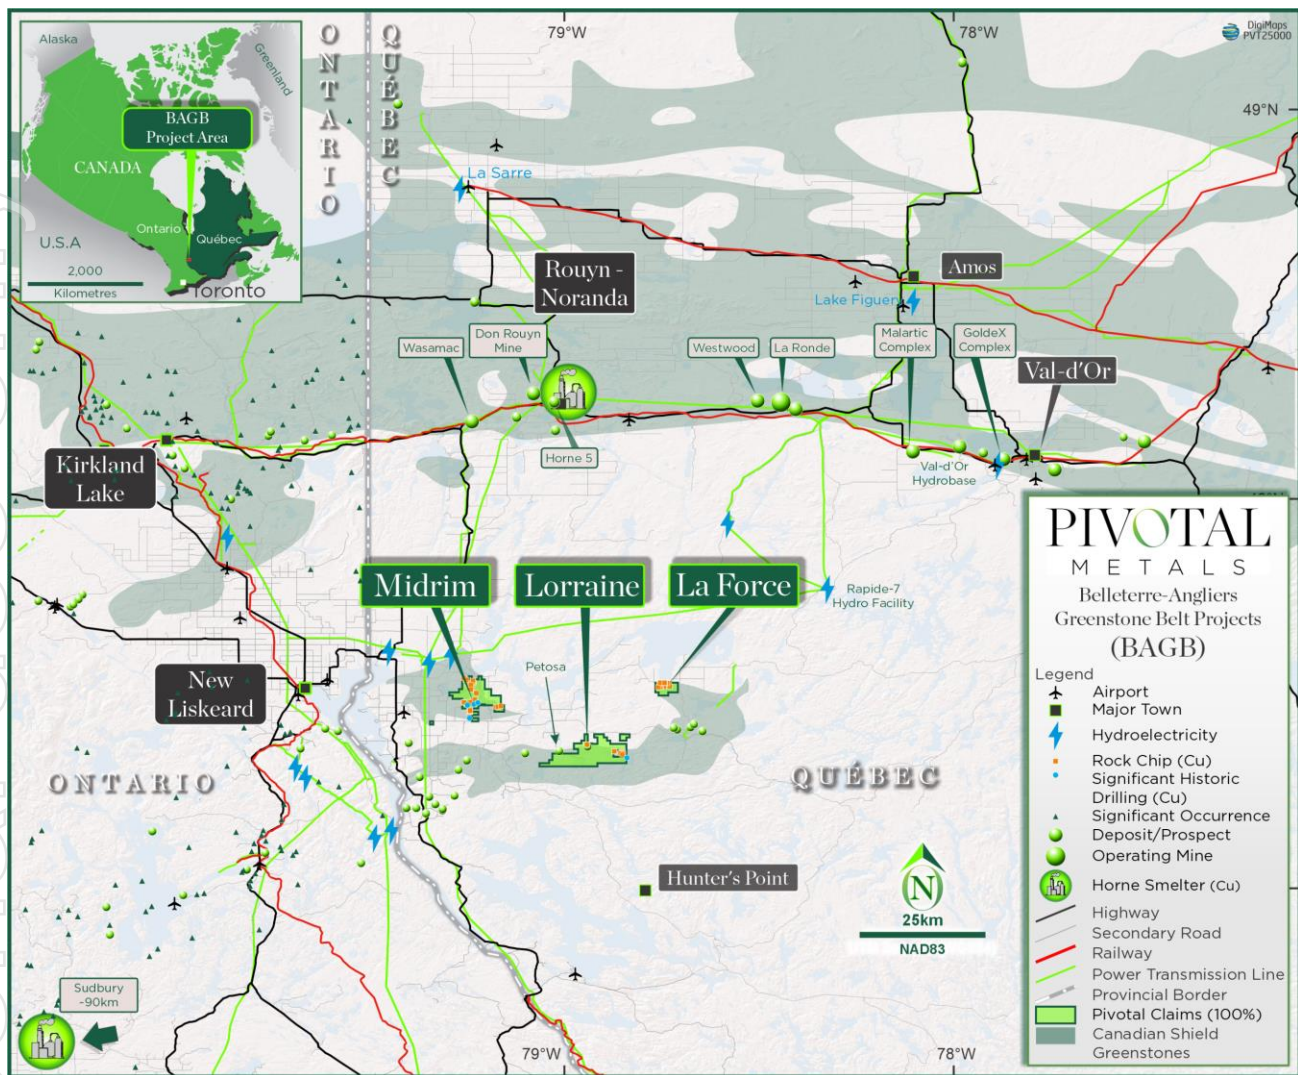 Alaska
Greenland
BAGB
Project Area
CANADA
Ontario
Québec
U.S.A
2,000
Kilometres
Toronto
ONTARIO
QUÉBEC
79°W
78°W
DigiMaps
PVT25000
49°N
La Sarre
Rouyn -
Noranda
Amos
Wasamac
Don Rouyn
Mine
Westwood
La Ronde
Malartic
Complex
GoldeX
Complex
Val-d'Or
Horne 5
Kirkland
Lake
Val-d'Or
Hydrobase
Midrim
Lorraine
La Force
Rapide-7
Hydro Facility
New
Liskeard
Petosa
ONTARIO
QUÉBEC
Hunter's Point
N
25km
NAD83
Sudbury
~90km
79°W
78°W
PIVOTAL
METALS
Belleterre-Angliers
Greenstone Belt Projects
(BAGB)
Legend
Airport
Major Town
Hydroelectricity
Rock Chip (Cu)
Significant Historic
Drilling (Cu)
Significant Occurrence
Deposit/Prospect
Operating Mine
Horne Smelter (Cu)
Highway
Secondary Road
Railway
Power Transmission Line
Provincial Border
Pivotal Claims (100%)
Canadian Shield
Greenstones